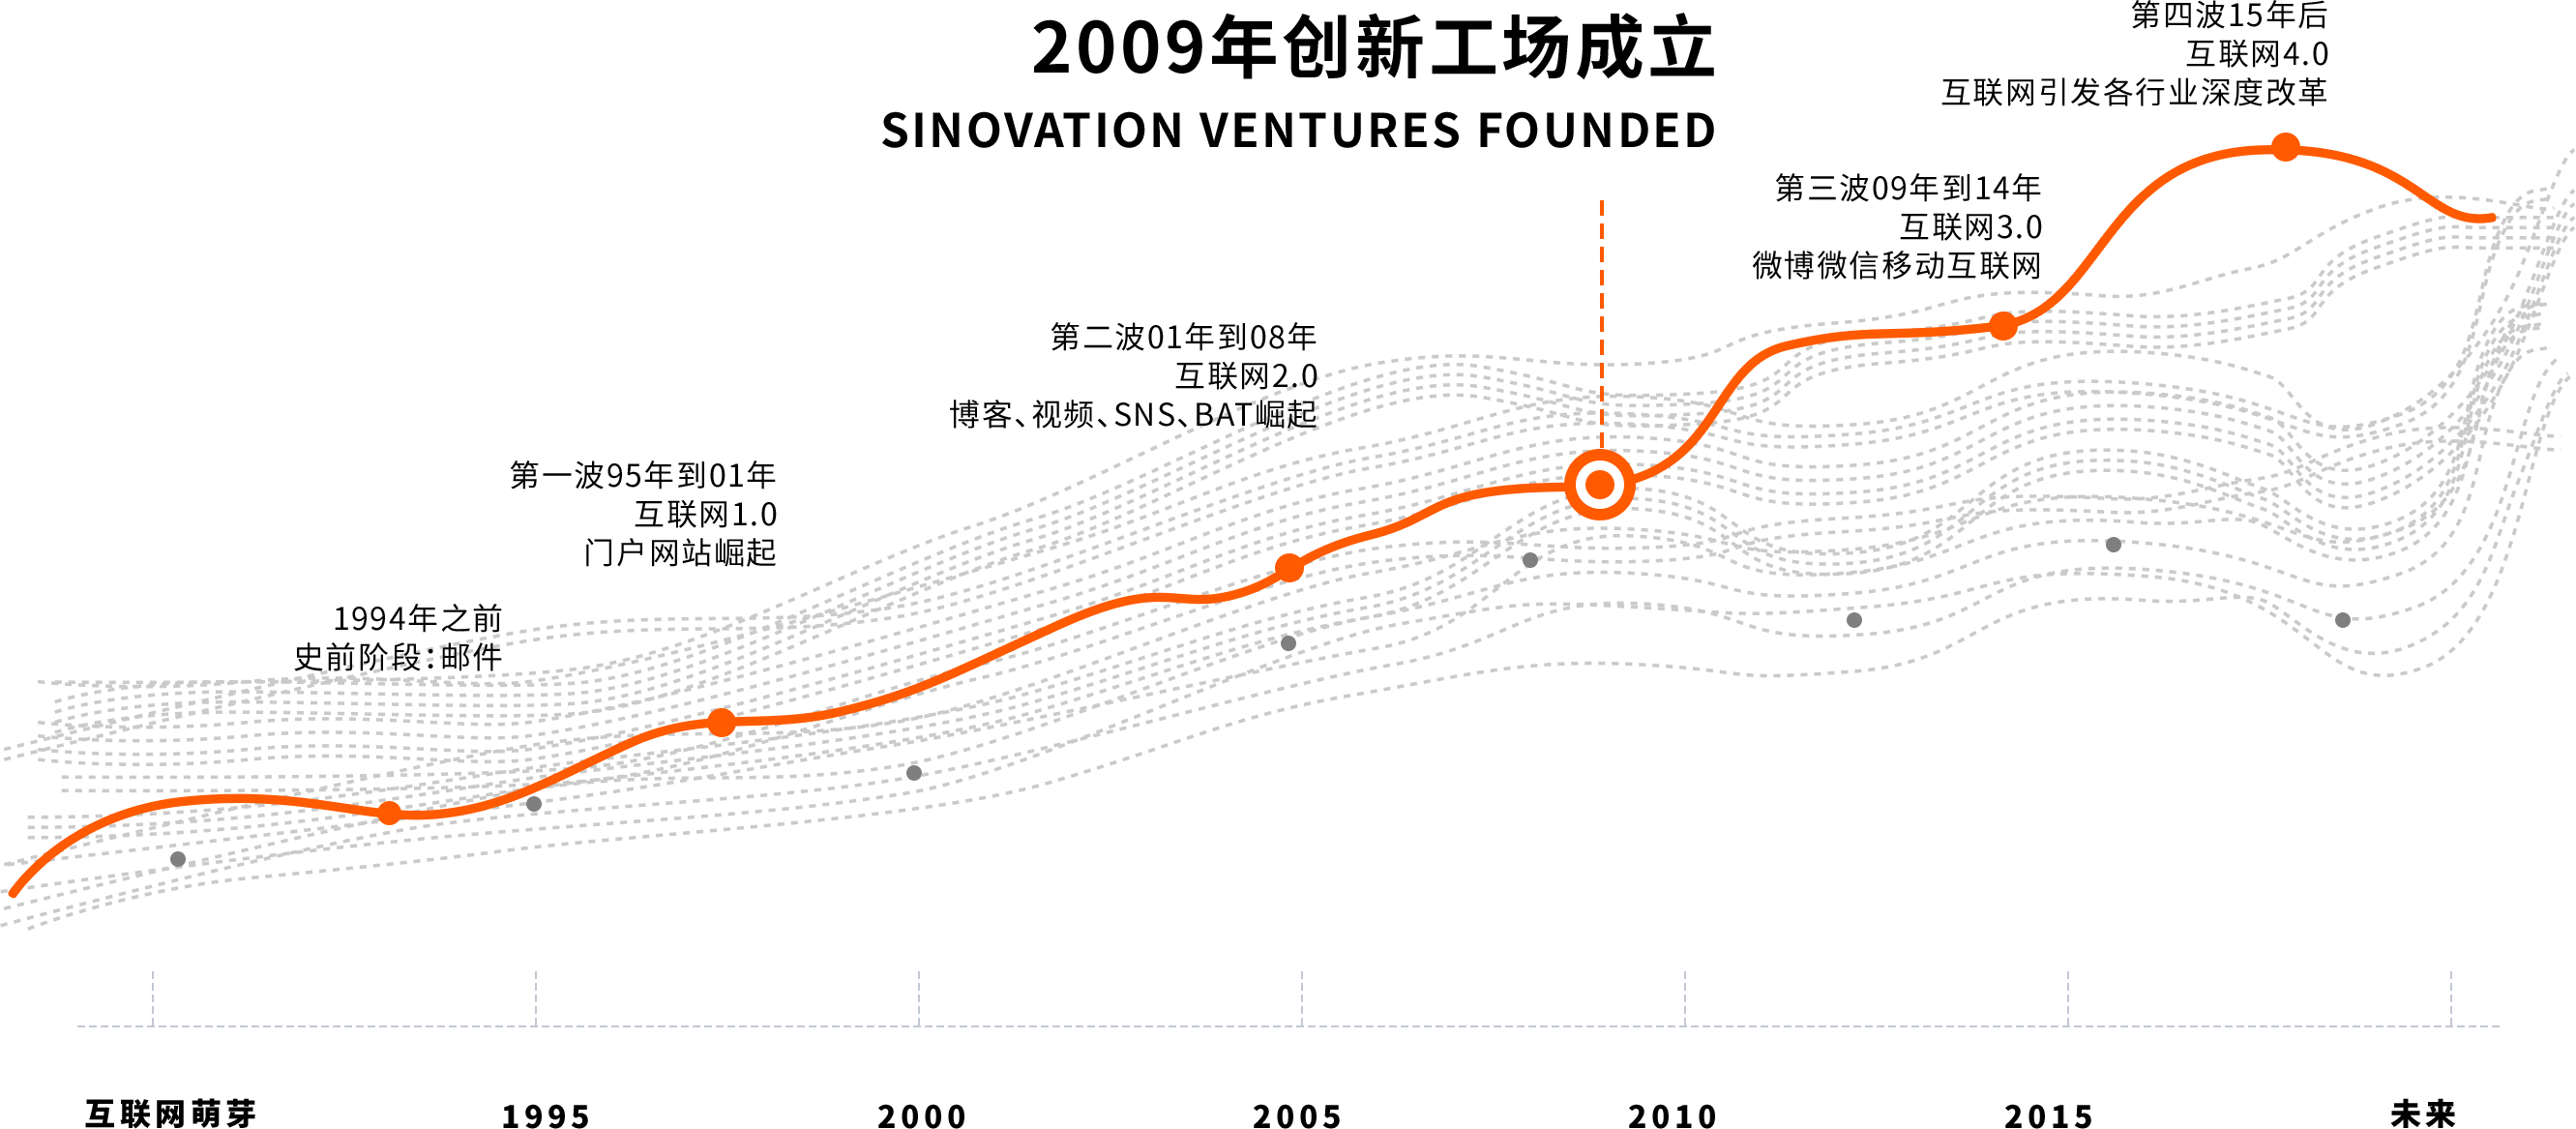 2009年创新工场成立
SINOVATION VENTURES FOUNDED
第四波15年后
互联网4.0
互联网引发各行业深度改革
第三波09年到14年
互联网3.0
微博微信移动互联网
第二波01年到08年
互联网2.0
博客、视频、SNS、BAT崛起
第一波95年到01年
互联网1.0
门户网站崛起
1994年之前
史前阶段：邮件
互联网萌芽
1995
2000
2005
2010
2015
未来